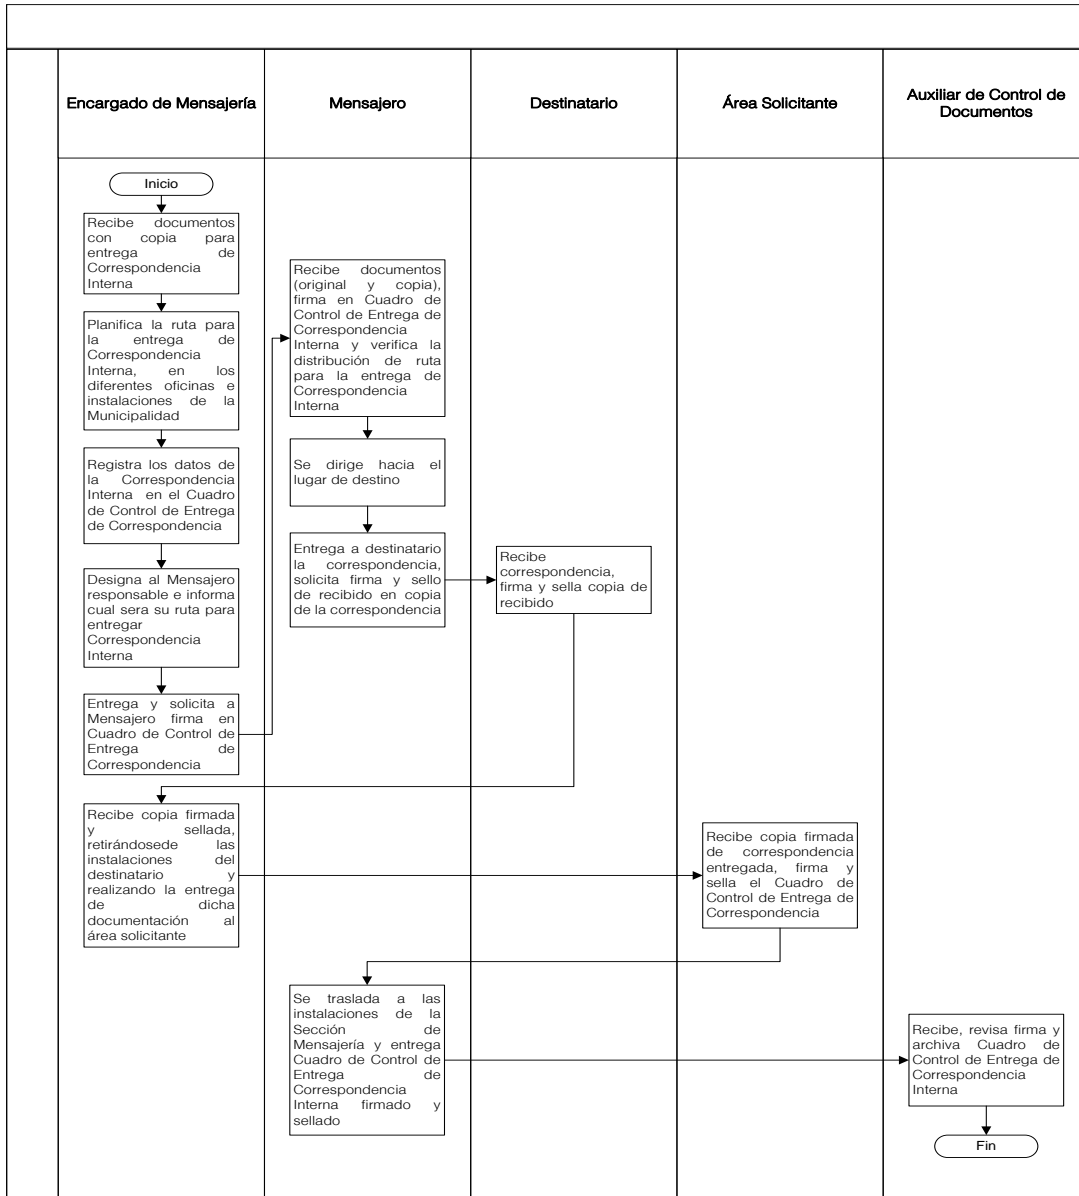 Encargado de Mensajería
Mensajero
Destinatario
Área Solicitante
Auxiliar de Control de
Documentos
Inicio
Recibe documentos
con copia para
entrega de
Correspondencia
Interna
Planifica la ruta para
la entrega de
Correspondencia
Interna, en los
diferentes oficinas e
instalaciones de la
Municipalidad
Registra los datos de
la Correspondencia
Interna en el Cuadro
de Control de Entrega
de Correspondencia
Designa al Mensajero
responsable e informa
cual sera su ruta para
entregar
Correspondencia
Interna
Entrega y solicita a
Mensajero firma en
Cuadro de Control de
Entrega de
Correspondencia
Recibe documentos
(original y copia),
firma en Cuadro de
Control de Entrega de
Correspondencia
Interna y verifica la
distribución de ruta
para la entrega de
Correspondencia
Interna
Se dirige hacia el
lugar de destino
Entrega a destinatario
la correspondencia,
solicita firma y sello
de recibido en copia
de la correspondencia
Recibe
correspondencia,
firma y sella copia de
recibido
Recibe copia firmada
y sellada,
retirándosede las
instalaciones del
destinatario y
realizando la entrega
de dicha
documentación al
área solicitante
Recibe copia firmada
de correspondencia
entregada, firma y
sella el Cuadro de
Control de Entrega de
Correspondencia
Se traslada a las
instalaciones de la
Sección de
Mensajería y entrega
Cuadro de Control de
Entrega de
Correspondencia
Interna firmado y
sellado
Recibe, revisa firma y
archiva Cuadro de
Control de Entrega de
Correspondencia
Interna
Fin